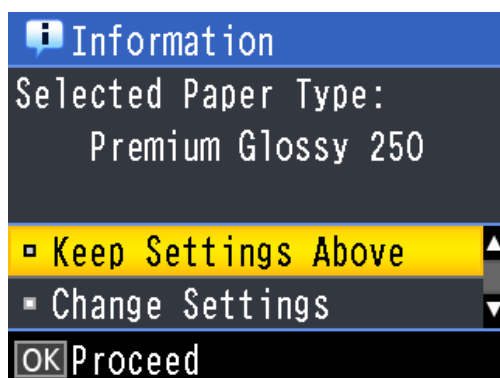 Information
Selected Paper Type:
Premium Glossy 250
Keep Settings Above
Change Settings
OK Proceed